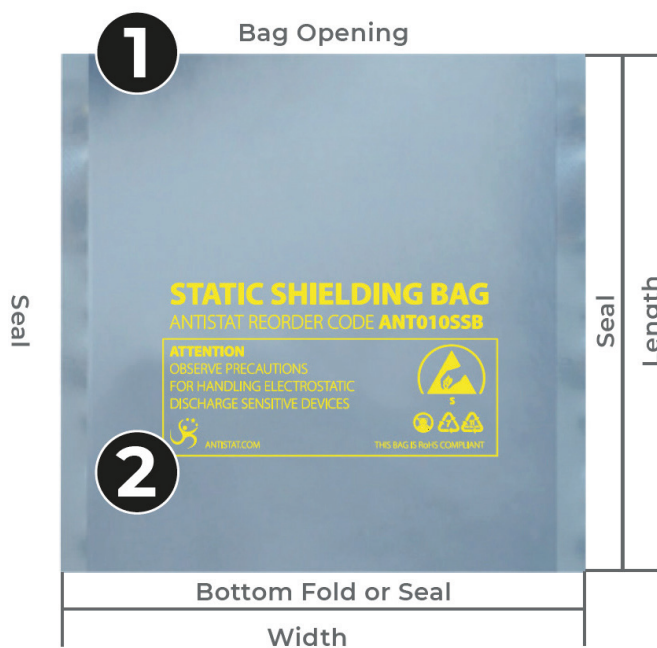 1
Bag Opening
Seal
Seal
Length
STATIC SHIELDING BAG
ANTISTAT REORDER CODE ANT010SSB
ATTENTION
OBSERVE PRECAUTIONS
FOR HANDLING ELECTROSTATIC
DISCHARGE SENSITIVE DEVICES
S
ANTISTAT.COM
THIS BAG IS RoHS COMPLIANT
2
Bottom Fold or Seal
Width